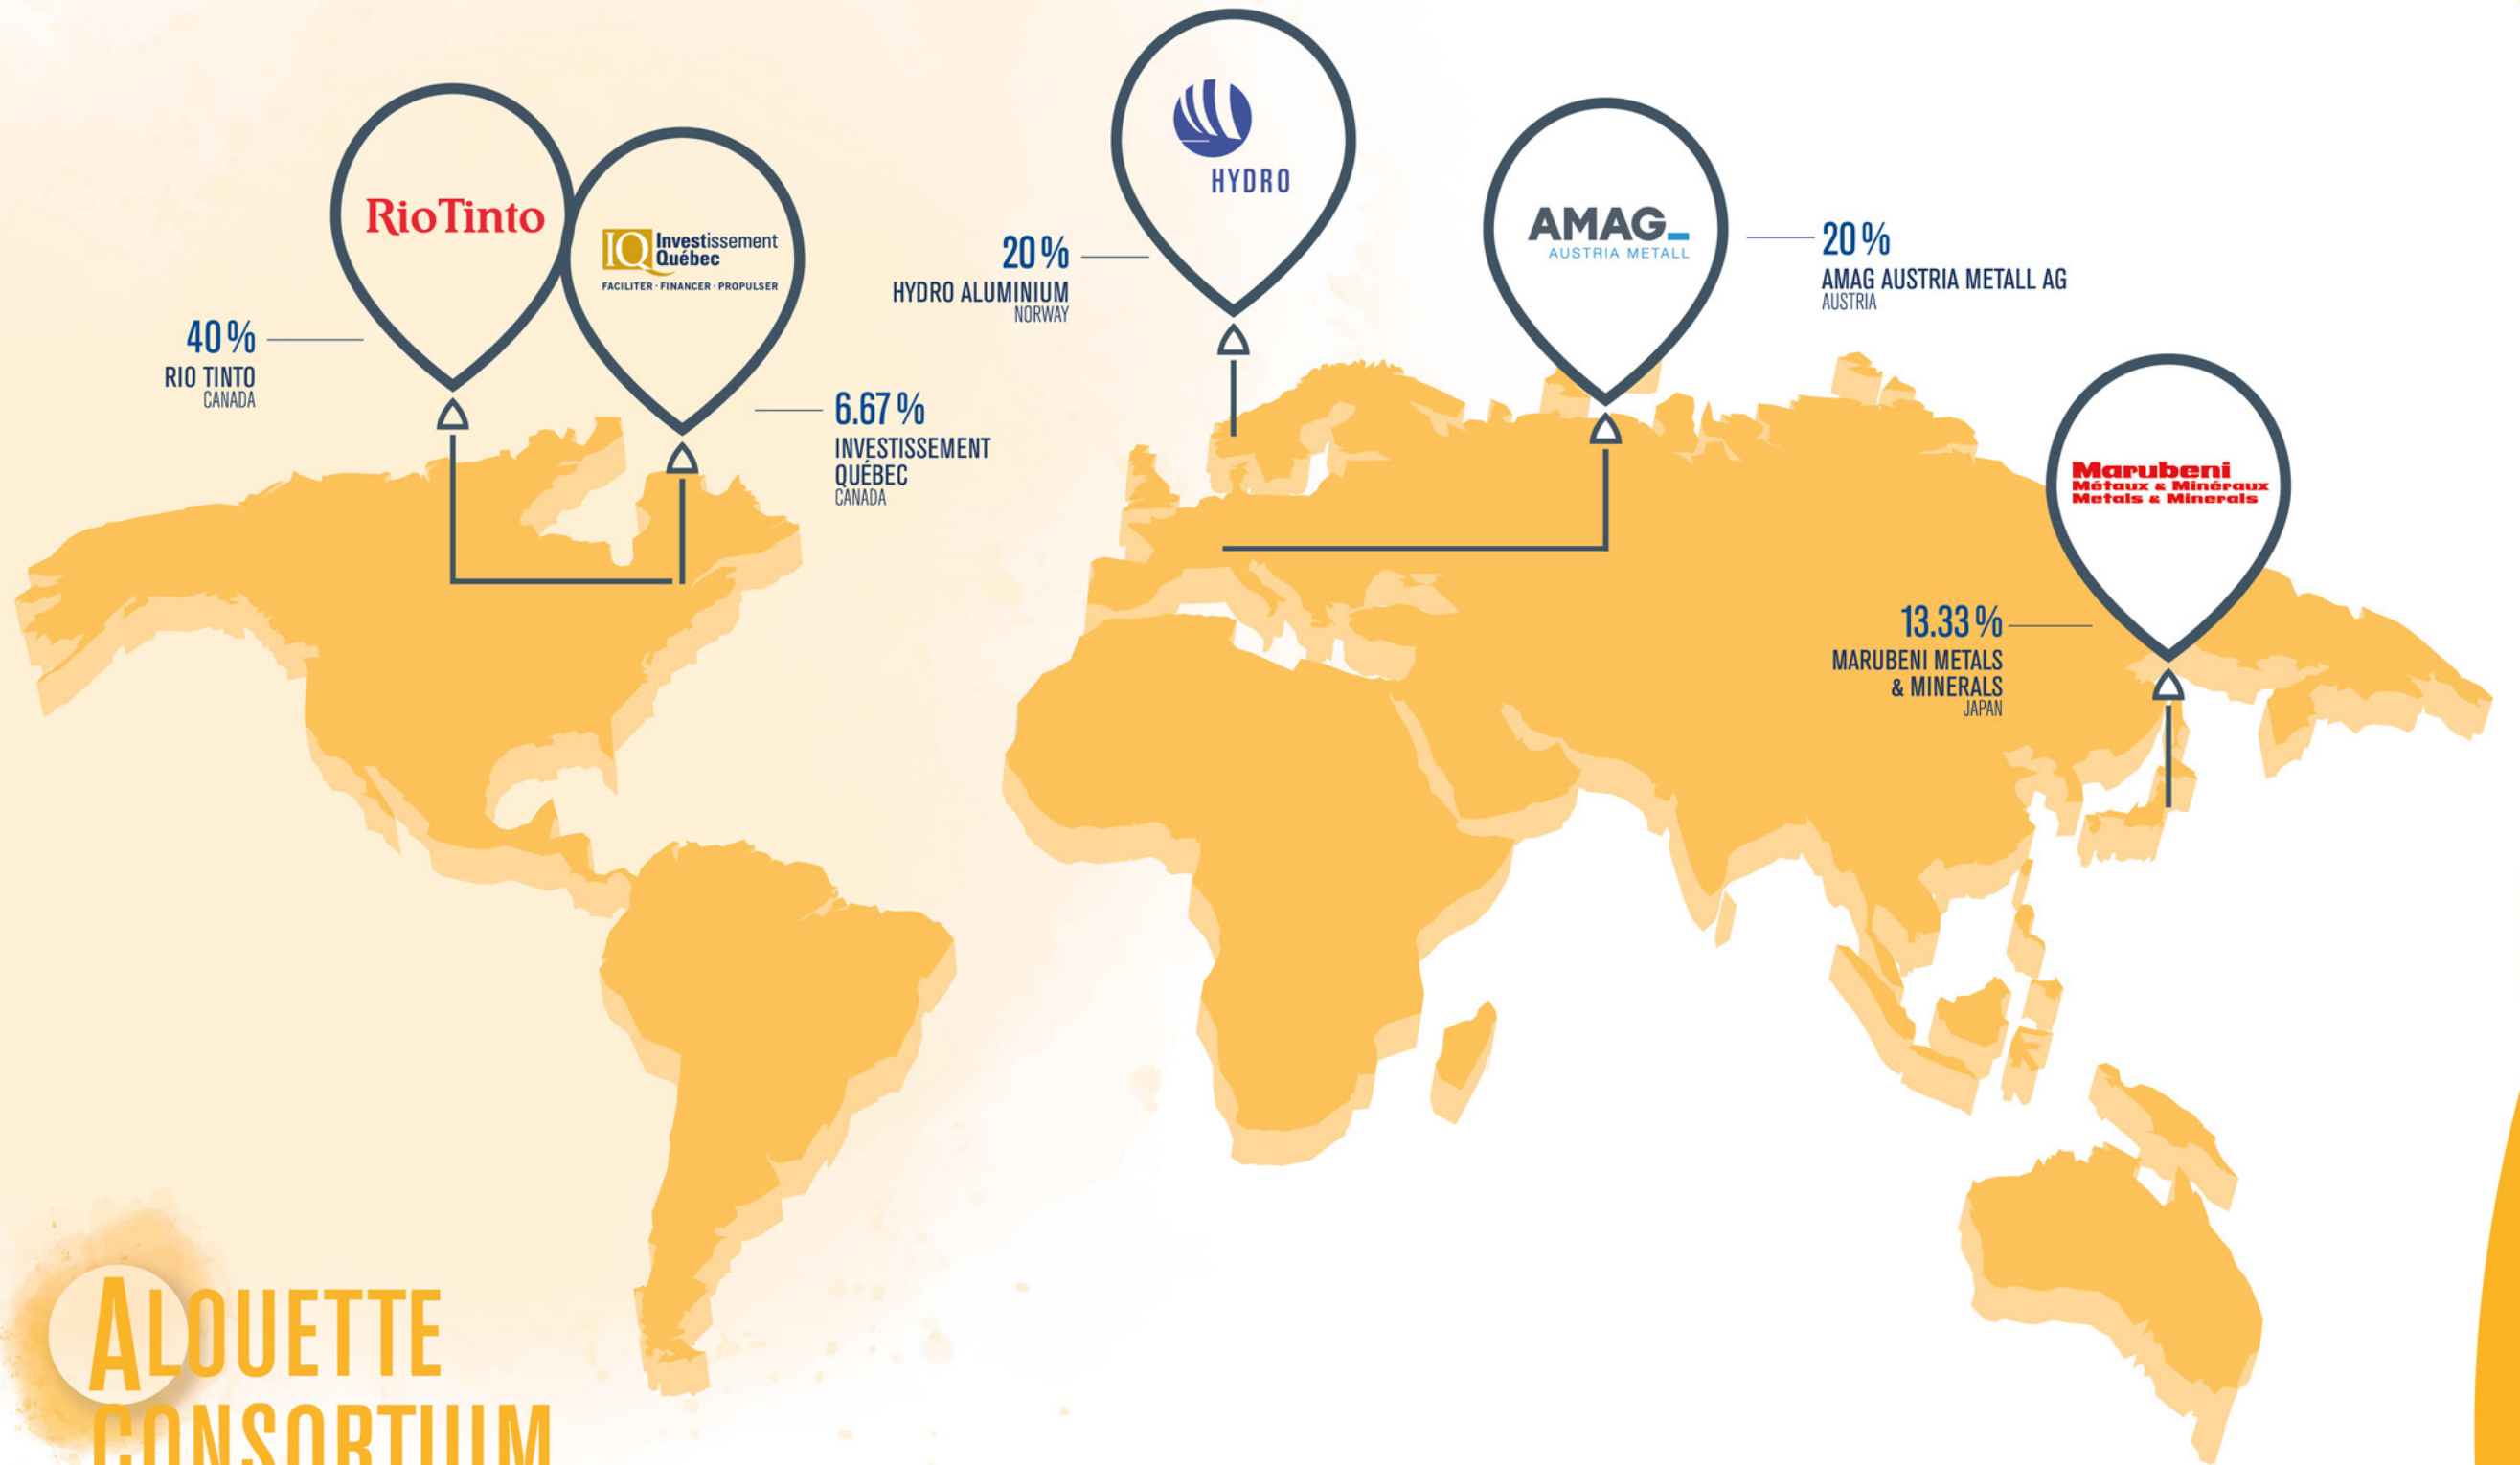 RioTinto
40 %
RIO TINTO
CANADA
IQ Investissement
Québec
FACILITER · FINANCER · PROPULSER
6.67 %
INVESTISSEMENT
QUÉBEC
CANADA
HYDRO
20 %
HYDRO ALUMINIUM
NORWAY
AMAG_
AUSTRIA METALL
20 %
AMAG AUSTRIA METALL AG
AUSTRIA
Marubeni
Métaux & Minéraux
Metals & Minerals
13.33 %
MARUBENI METALS
& MINERALS
JAPAN
ALOUETTE
CONSORTIUM